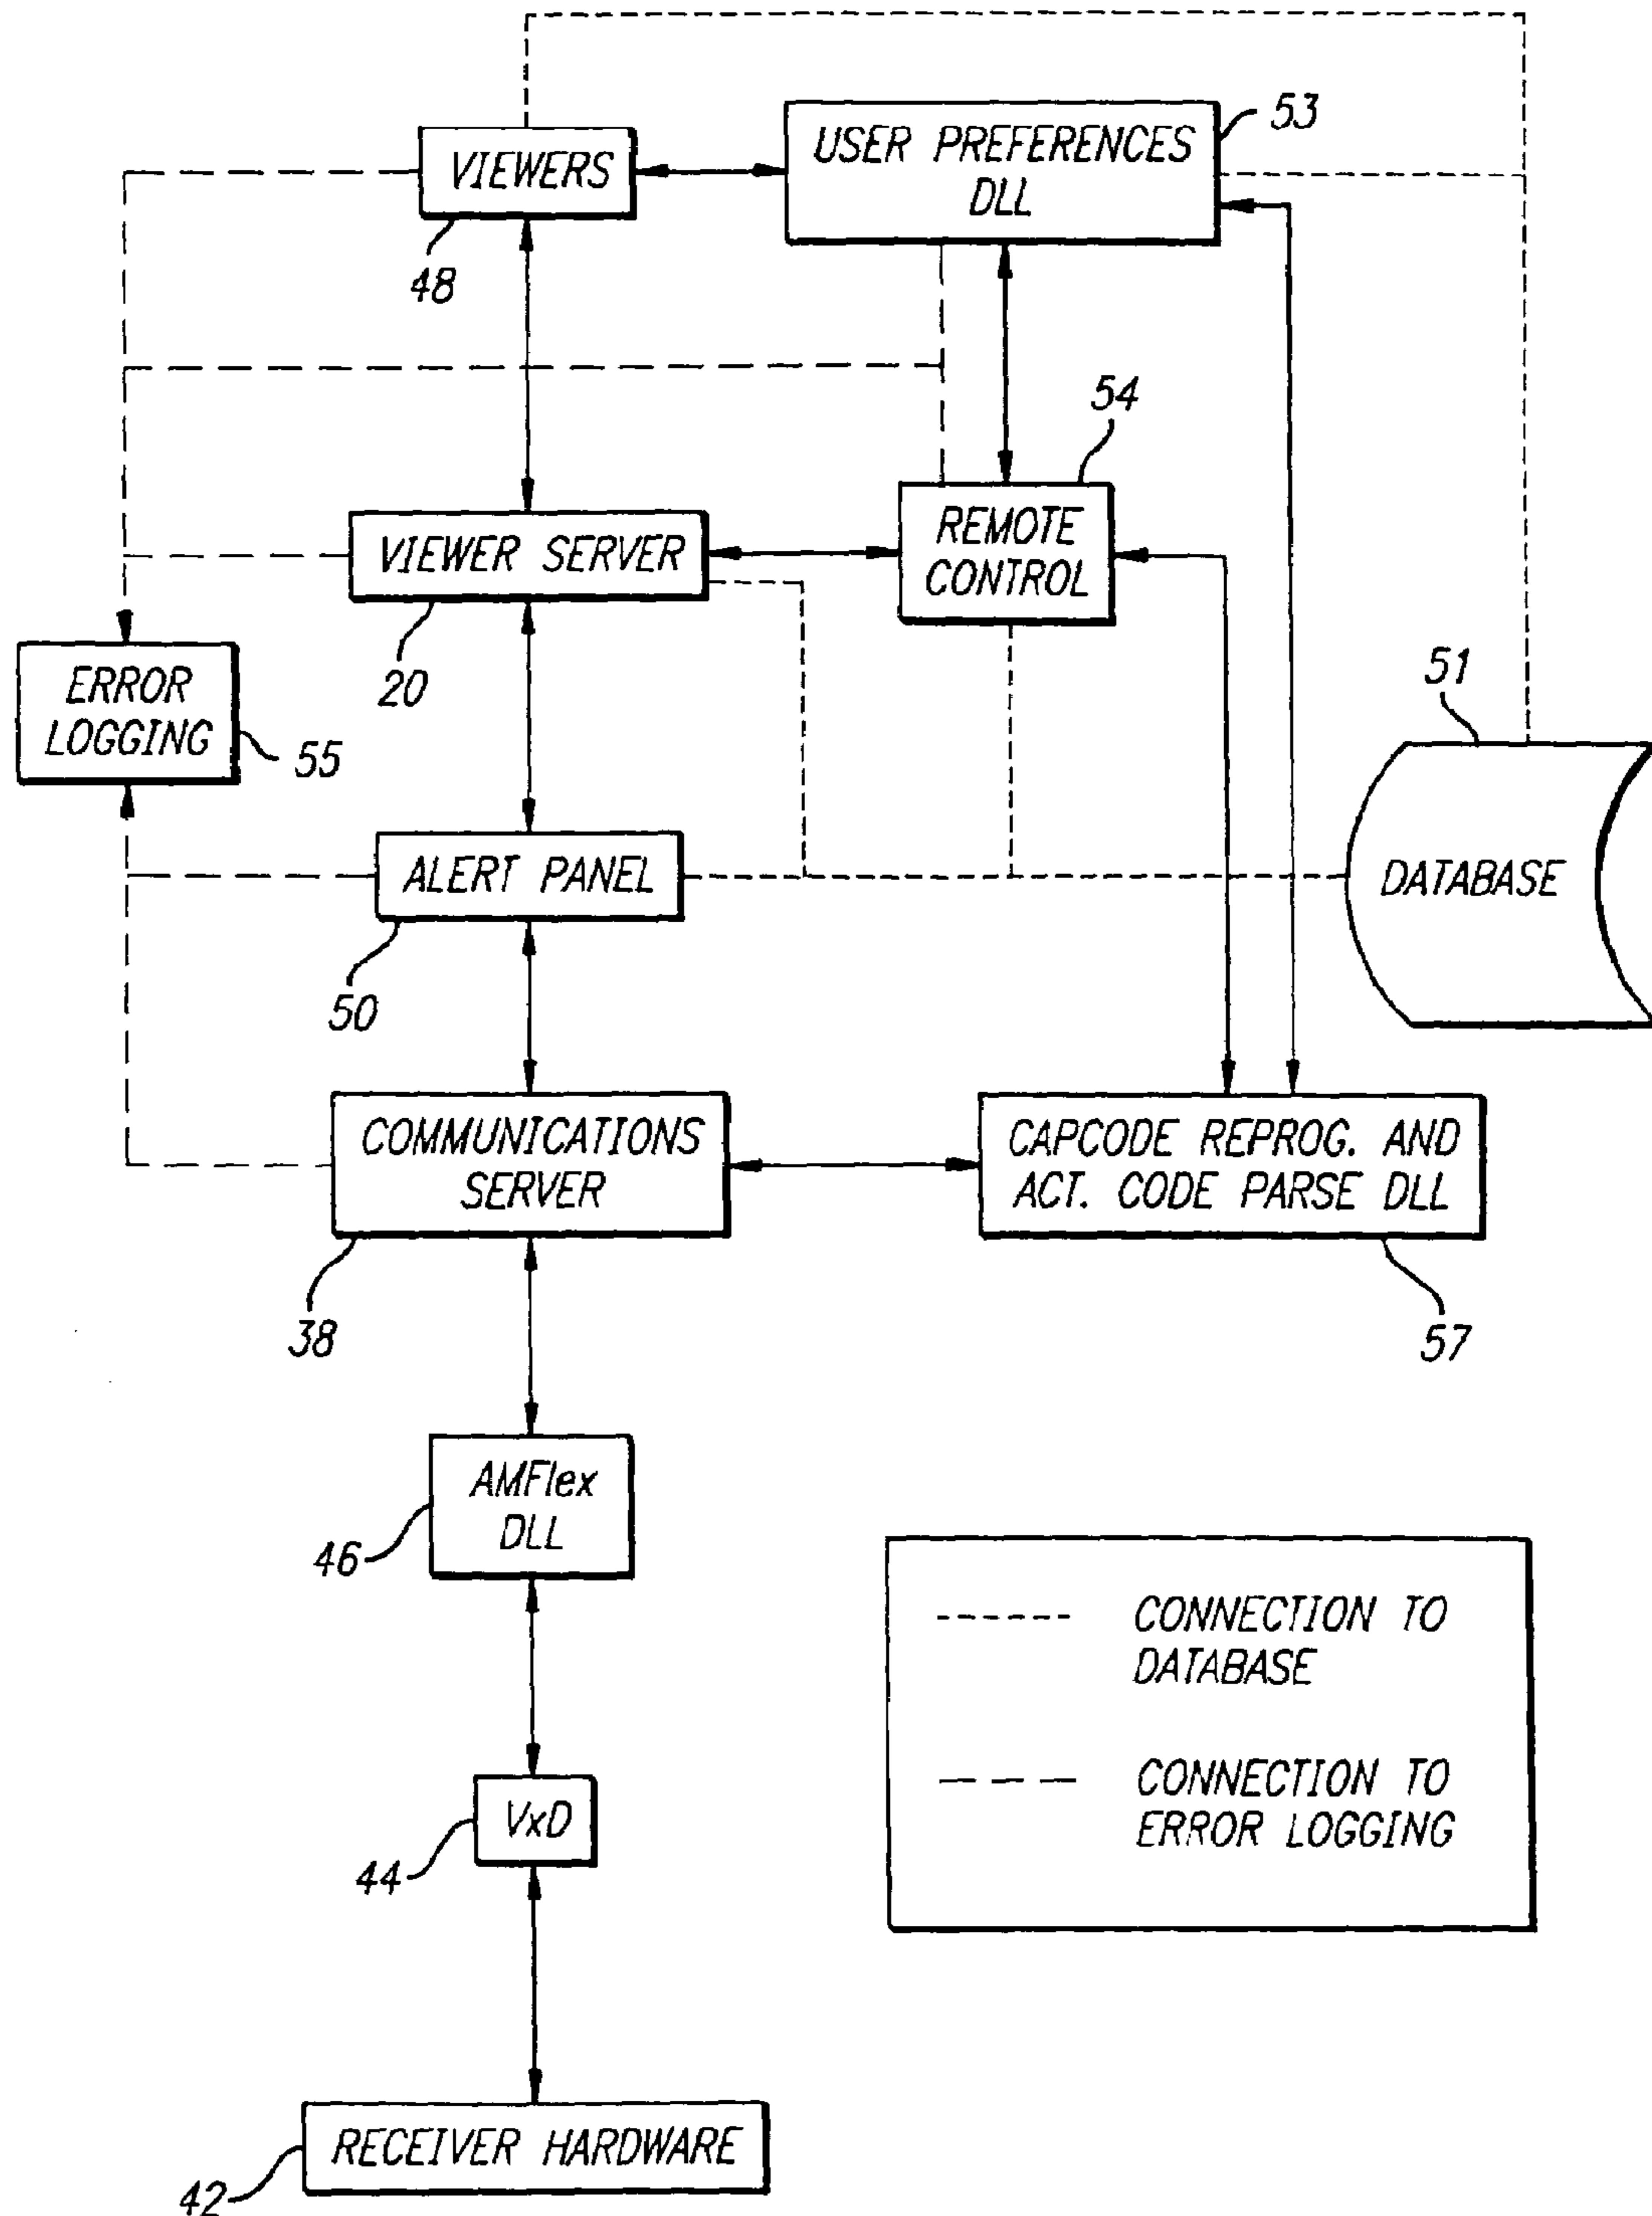 53
USER PREFERENCES
DLL
VIEWERS
48
54
REMOTE
CONTROL
VIEWER SERVER
20
ERROR
LOGGING
55
51
DATABASE
ALERT PANEL
50
COMMUNICATIONS
SERVER
38
CAPCODE REPROG. AND
ACT. CODE PARSE DLL
57
AMFlex
DLL
46
CONNECTION TO
DATABASE
CONNECTION TO
ERROR LOGGING
VxD
44
RECEIVER HARDWARE
42